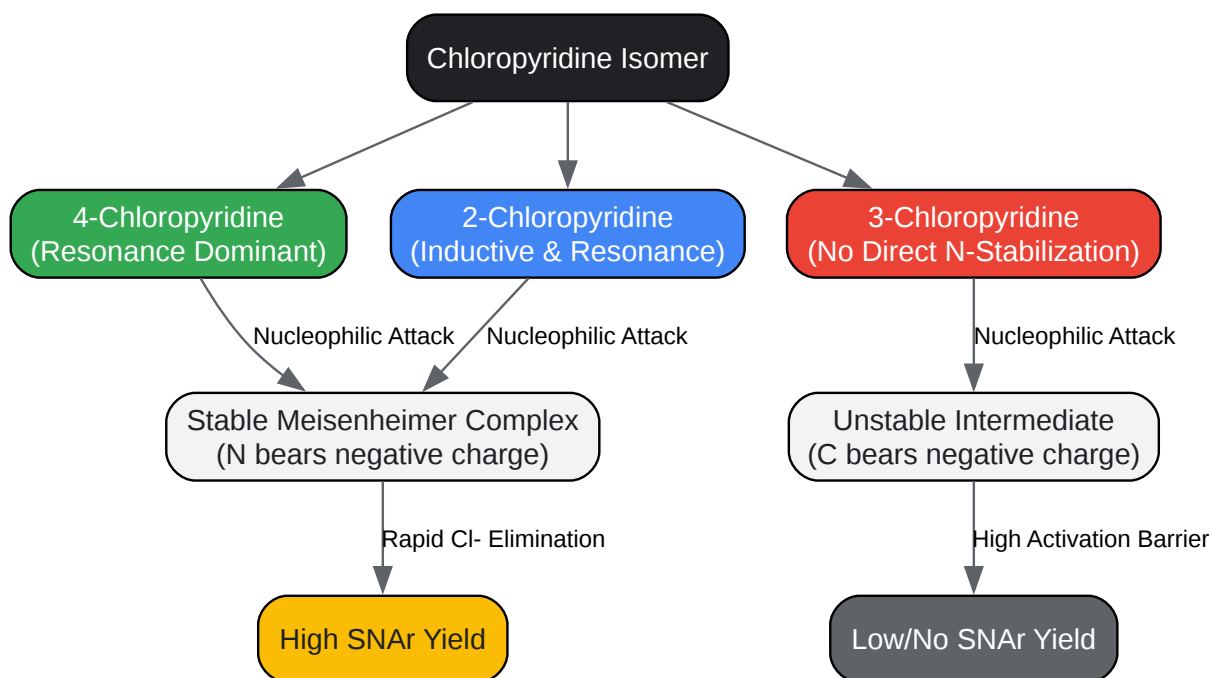 Chloropyridine Isomer
4-Chloropyridine
(Resonance Dominant)
2-Chloropyridine
(Inductive & Resonance)
3-Chloropyridine
(No Direct N-Stabilization)
Nucleophilic Attack
Nucleophilic Attack
Nucleophilic Attack
Stable Meisenheimer Complex
(N bears negative charge)
Unstable Intermediate
(C bears negative charge)
Rapid Cl- Elimination
High Activation Barrier
High SNAr Yield
Low/No SNAr Yield